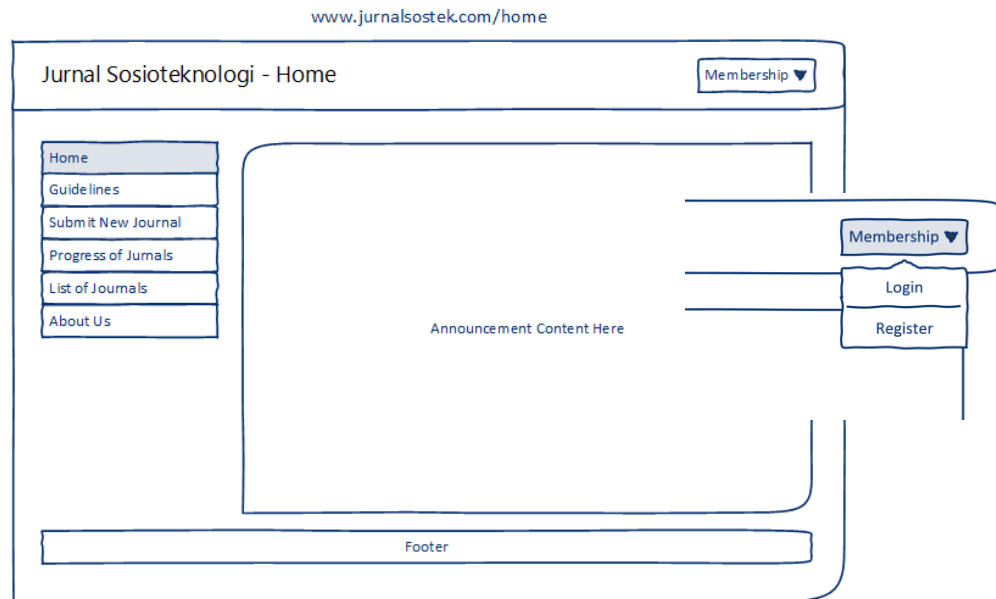 www.jurnalsostek.com/home
Jurnal Sosioteknologi - Home
Membership
Home
Guidelines
Submit New Journal
Progress of Jurnals
List of Journals
About Us
Announcement Content Here
Membership
Login
Register
Footer